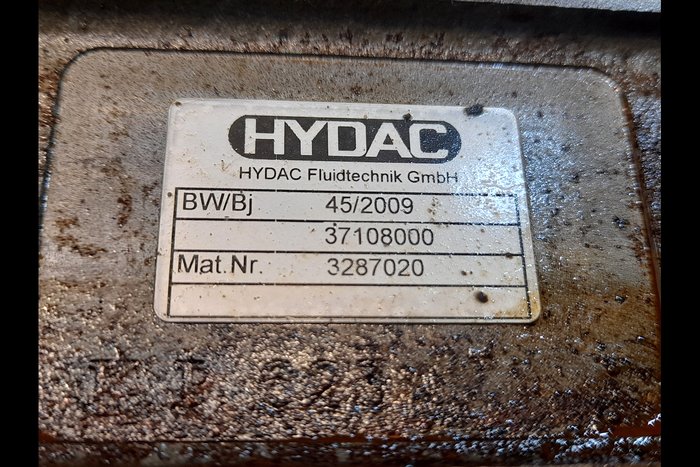 HYDAC
HYDAC Fluidtechnik GmbH
BW/Bj 45/2009
37108000
Mat.Nr. 3287020